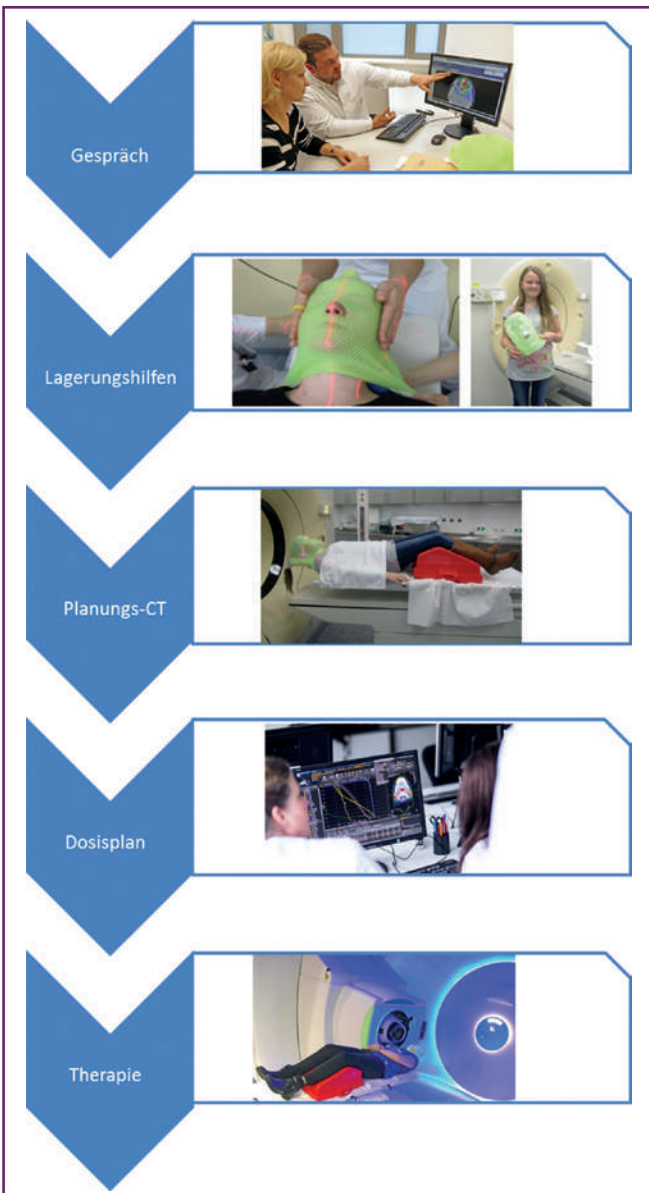 Gespräch
Lagerungshilfen
Planungs-CT
Dosisplan
Therapie